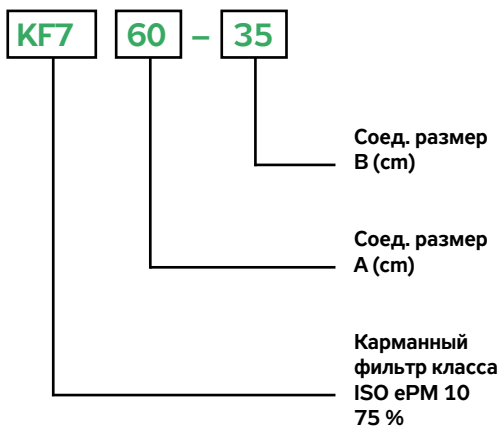 KF7 60 – 35
Соед. размер
B (cm)
Соед. размер
A (cm)
Карманный
фильтр класса
ISO ePM 10
75 %